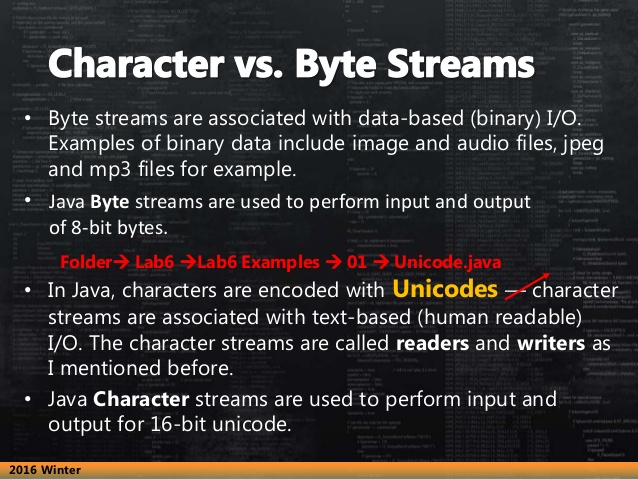 Character vs. Byte Streams
• Byte streams are associated with data-based (binary) I/O.
Examples of binary data include image and audio files, jpeg
and mp3 files for example.
• Java Byte streams are used to perform input and output
of 8-bit bytes.
Folder→ Lab6 →Lab6 Examples → 01 → Unicode.java
• In Java, characters are encoded with Unicodes — character
streams are associated with text-based (human readable)
I/O. The character streams are called readers and writers as
I mentioned before.
• Java Character streams are used to perform input and
output for 16-bit unicode.
2016 Winter